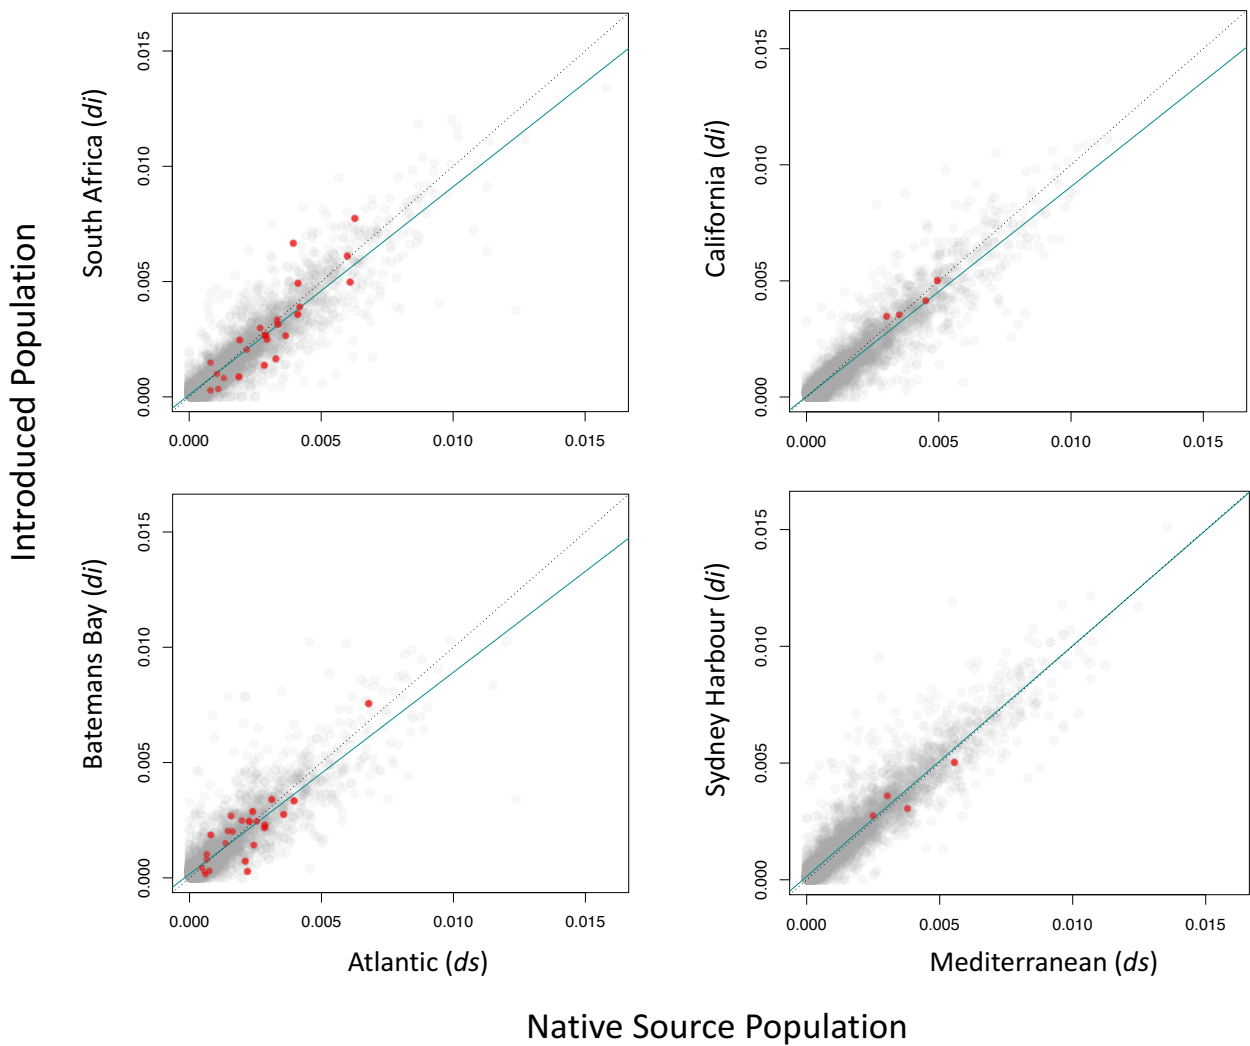 Introduced Population
South Africa (di)
0.015
0.010
0.005
0.000
0.000 0.005 0.010 0.015
California (di)
0.015
0.010
0.005
0.000
0.000 0.005 0.010 0.015
Batemans Bay (di)
0.015
0.010
0.005
0.000
0.000 0.005 0.010 0.015
Atlantic (ds)
Sydney Harbour (di)
0.015
0.010
0.005
0.000
0.000 0.005 0.010 0.015
Mediterranean (ds)
Native Source Population